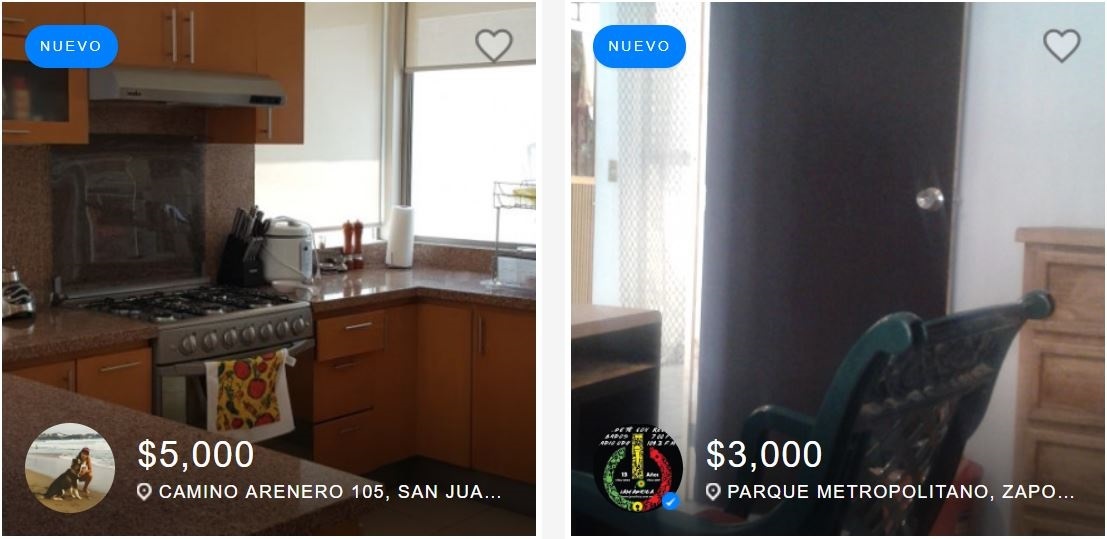 NUEVO
$5,000
CAMINO ARENERO 105, SAN JUA...
NUEVO
$3,000
PARQUE METROPOLITANO, ZAPO...